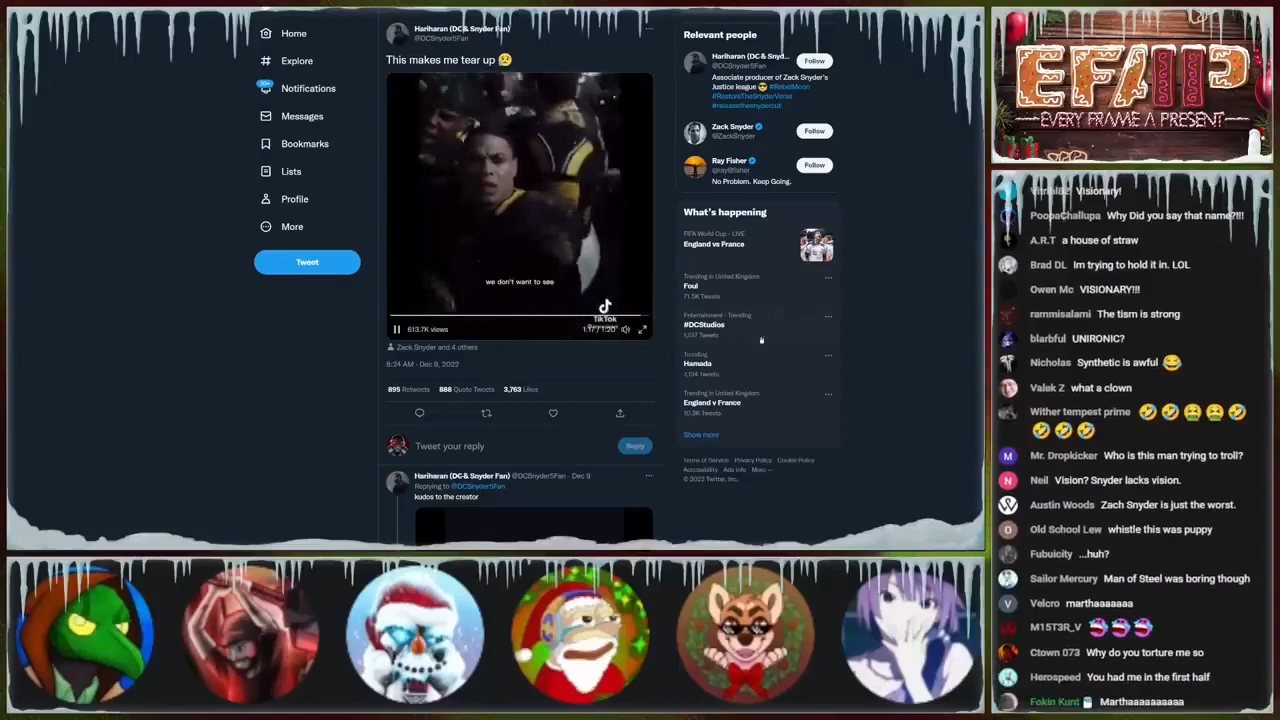 Home
Explore
20+
Notifications
Messages
Bookmarks
Lists
Profile
More
Tweet
Hariharan (DC & Snyder Fan)
@DCSnyder5Fan
This makes me tear up 😢
we don't want to see
TikTok
613.7K views
1:17 / 1:20
Zack Snyder and 4 others
8:24 AM · Dec 9, 2022
895 Retweets 888 Quote Tweets 3,763 Likes
Tweet your reply
Reply
Hariharan (DC & Snyder Fan) @DCSnyder5Fan · Dec 9
Replying to @DCSnyder5Fan
kudos to the creator
Relevant people
Hariharan (DC & Snyd...
@DCSnyder5Fan
Follow
Associate producer of Zack Snyder's
Justice league 😎 #RebelMoon
#RestoreTheSnyderVerse
#releasethesnydercut
Zack Snyder
@ZackSnyder
Follow
Ray Fisher
@ray8fisher
Follow
No Problem. Keep Going.
What's happening
FIFA World Cup · LIVE
England vs France
Trending in United Kingdom
Foul
71.5K Tweets
Entertainment · Trending
#DCStudios
1,017 Tweets
Trending
Hamada
7,134 Tweets
Trending in United Kingdom
England v France
10.9K Tweets
Show more
Terms of Service Privacy Policy Cookie Policy
Accessibility Ads info More ···
© 2022 Twitter, Inc.
EFAP
EVERY FRAME A PRESENT
Visionary!
PoopaChallupa Why Did you say that name?!!!
A.R.T a house of straw
Brad DL Im trying to hold it in. LOL
Owen Mc VISIONARY!!!
rammisalami The tism is strong
blarbful UNIRONIC?
Nicholas Synthetic is awful 😂
Valek Z what a clown
Wither tempest prime 🤣🤣🤮🤮🤣
🤣🤣🤣
Mr. Dropkicker Who is this man trying to troll?
Neil Vision? Snyder lacks vision.
Austin Woods Zach Snyder is just the worst.
Old School Lew whistle this was puppy
Fubuicity ...huh?
Sailor Mercury Man of Steel was boring though
Velcro marthaaaaaaa
M15T3R_V
Ctown 073 Why do you torture me so
Herospeed You had me in the first half
Fokin Kunt Marthaaaaaaaaaa